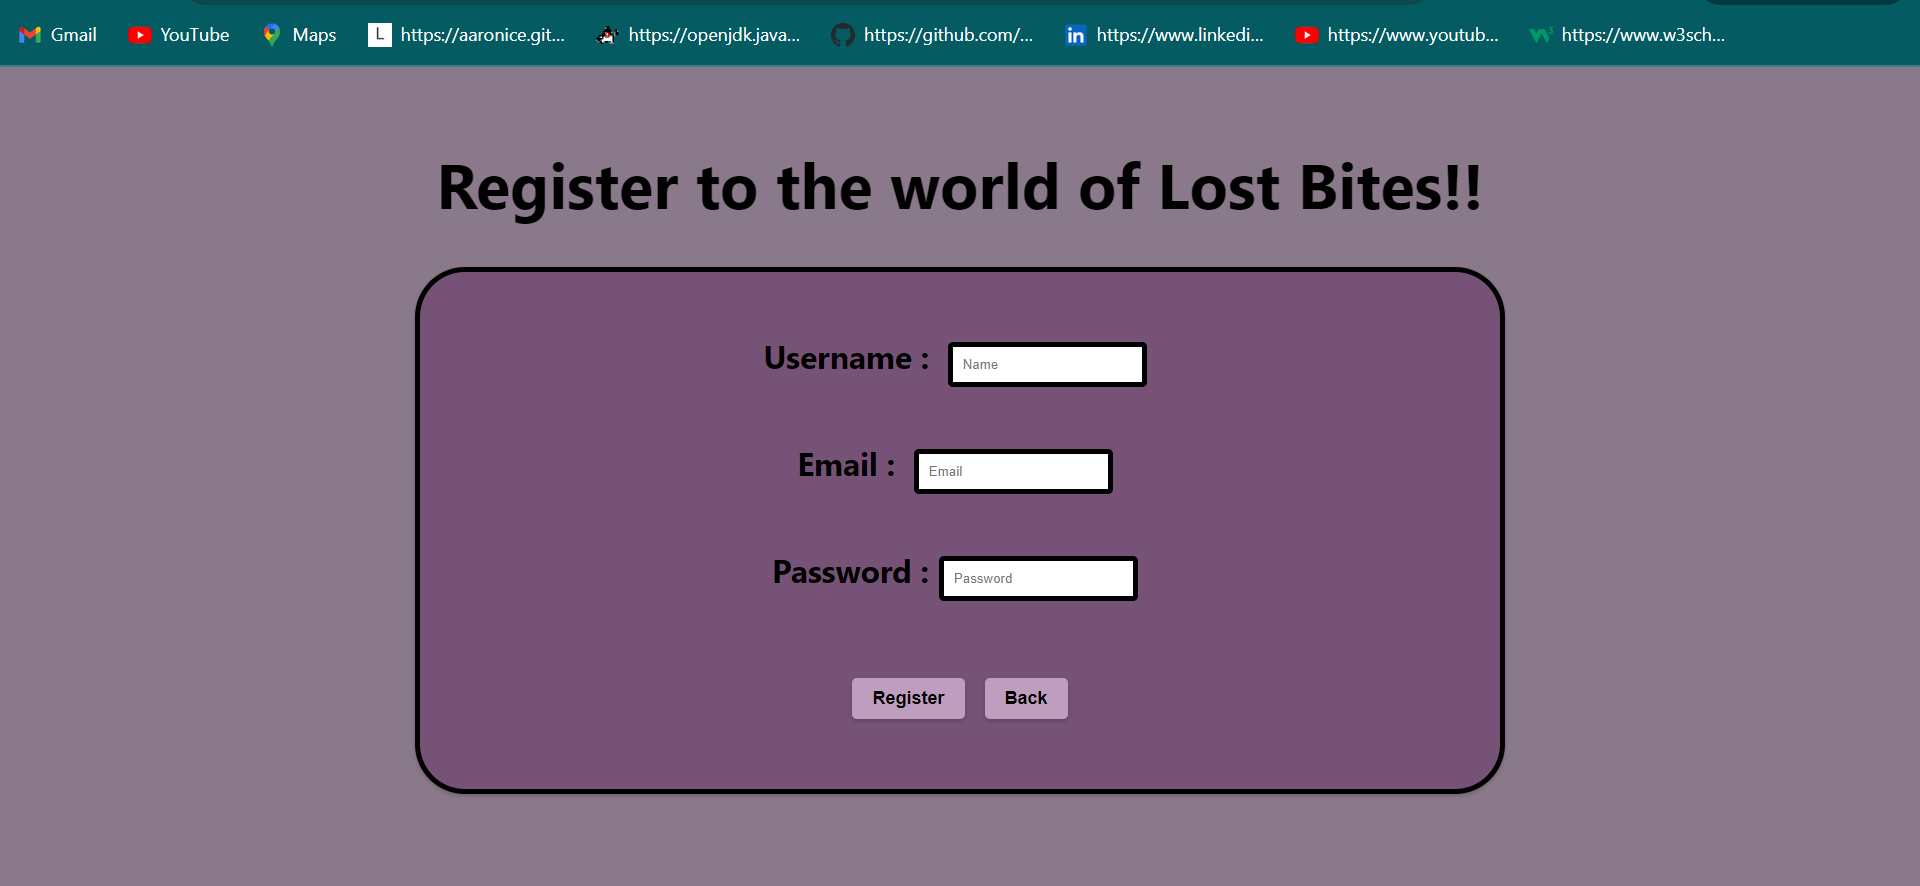 Gmail YouTube Maps L https://aaronice.git... https://openjdk.java... https://github.com/... in https://www.linkedi... https://www.youtub... https://www.w3sch...
Register to the world of Lost Bites!!
Username : Name
Email : Email
Password : Password
Register Back